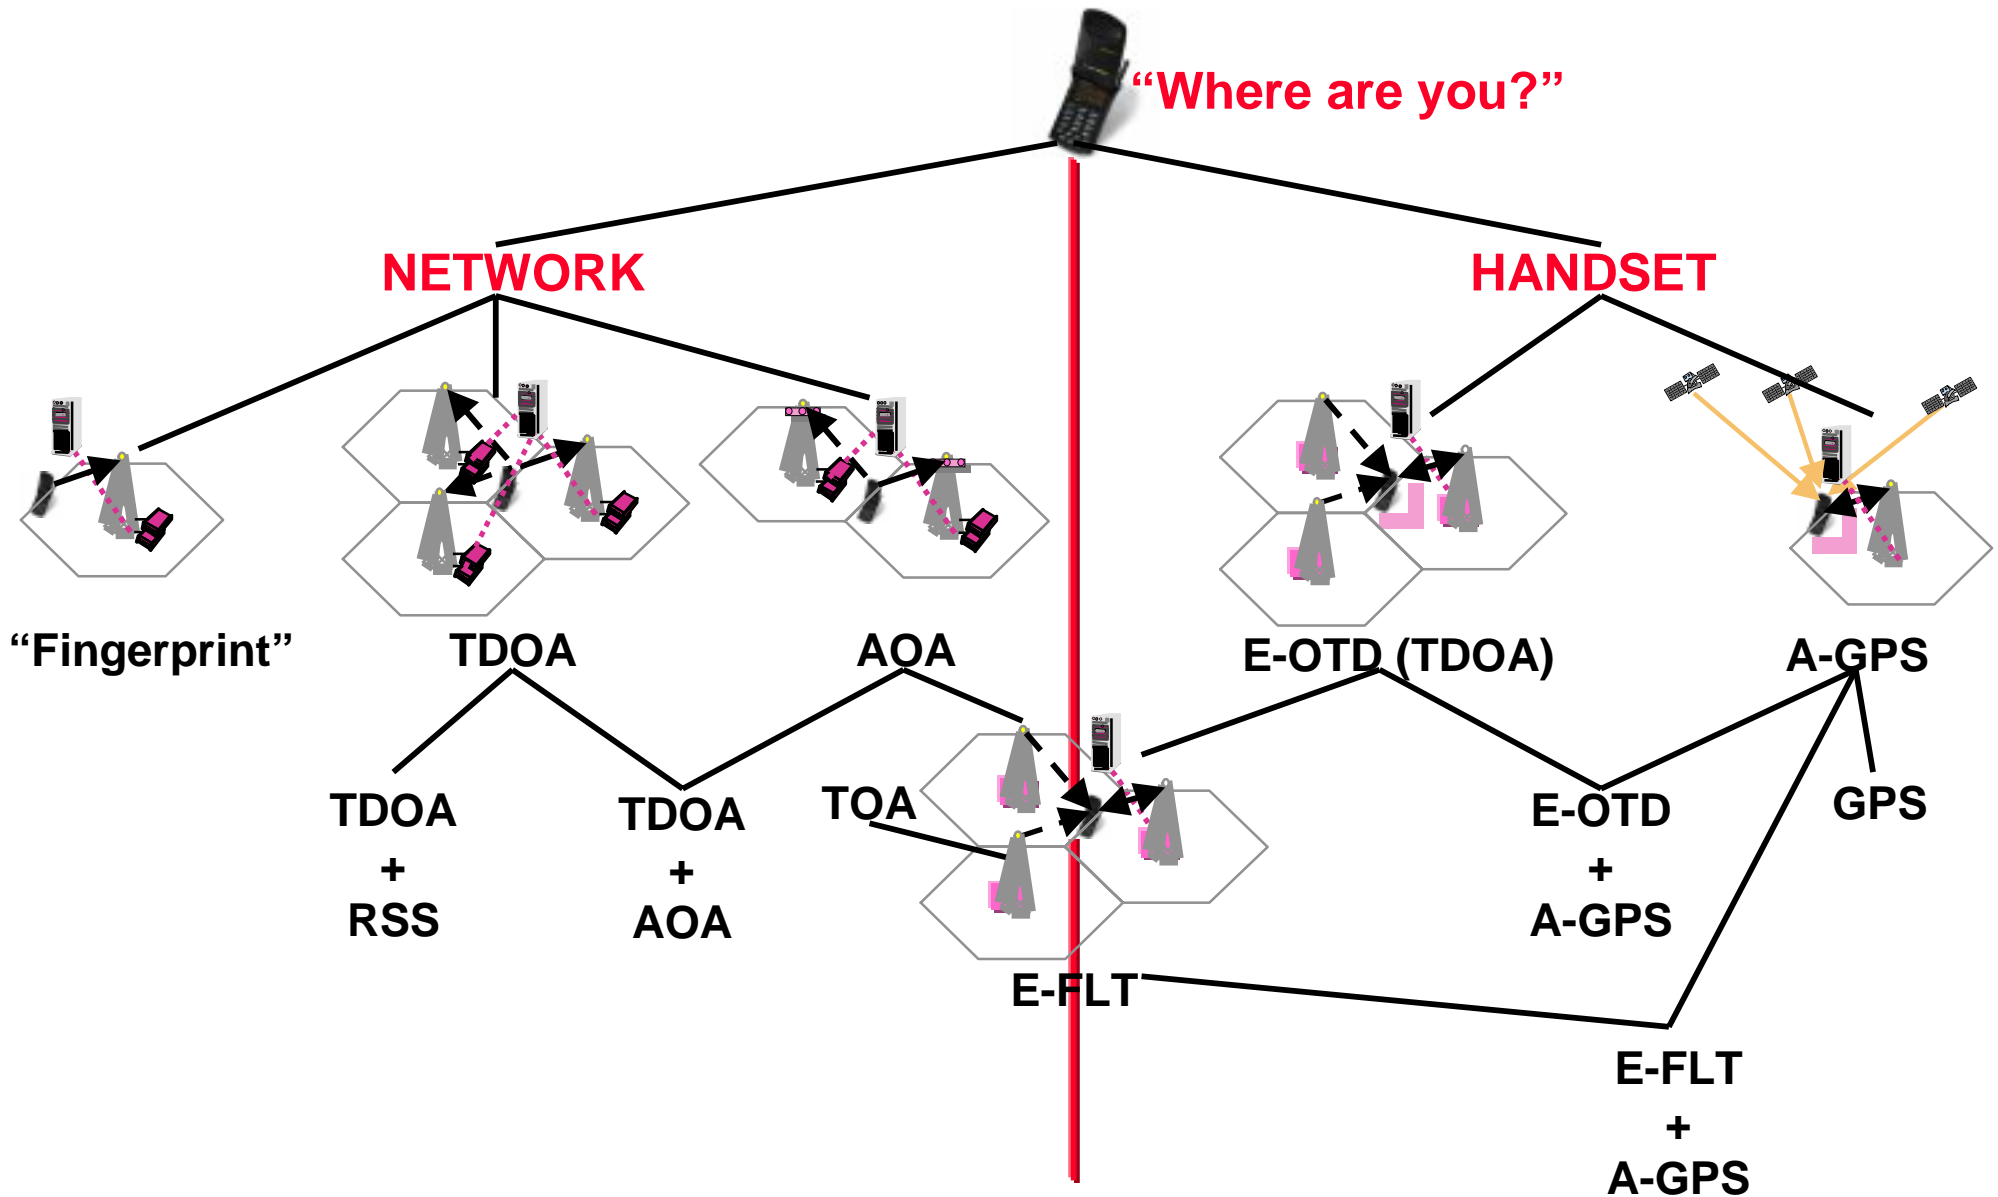 “Where are you?”
NETWORK
HANDSET
“Fingerprint”
TDOA
AOA
E-OTD (TDOA)
A-GPS
TDOA
+
RSS
TDOA
+
AOA
TOA
E-FLT
E-OTD
+
A-GPS
GPS
E-FLT
+
A-GPS